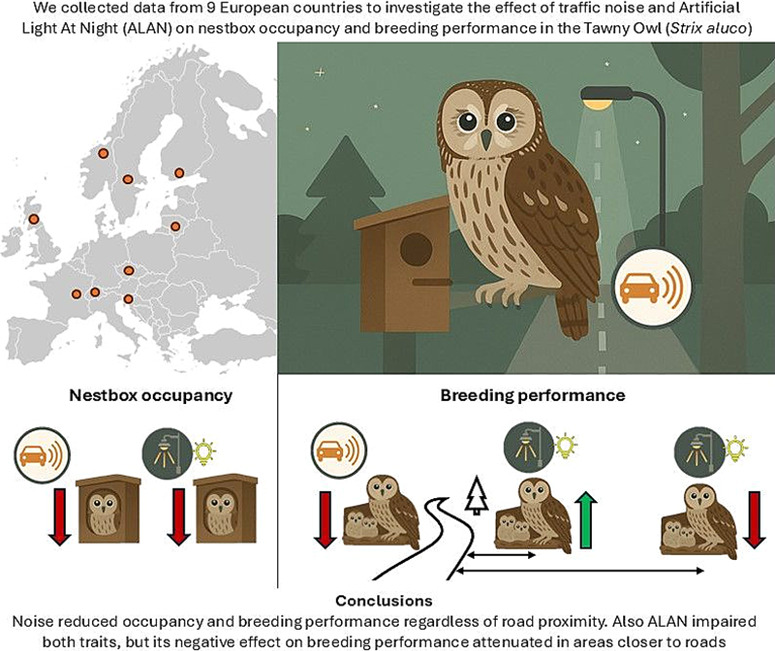 We collected data from 9 European countries to investigate the effect of traffic noise and Artificial
Light At Night (ALAN) on nestbox occupancy and breeding performance in the Tawny Owl (Strix aluco)
Nestbox occupancy
Breeding performance
Conclusions
Noise reduced occupancy and breeding performance regardless of road proximity. Also ALAN impaired
both traits, but its negative effect on breeding performance attenuated in areas closer to roads